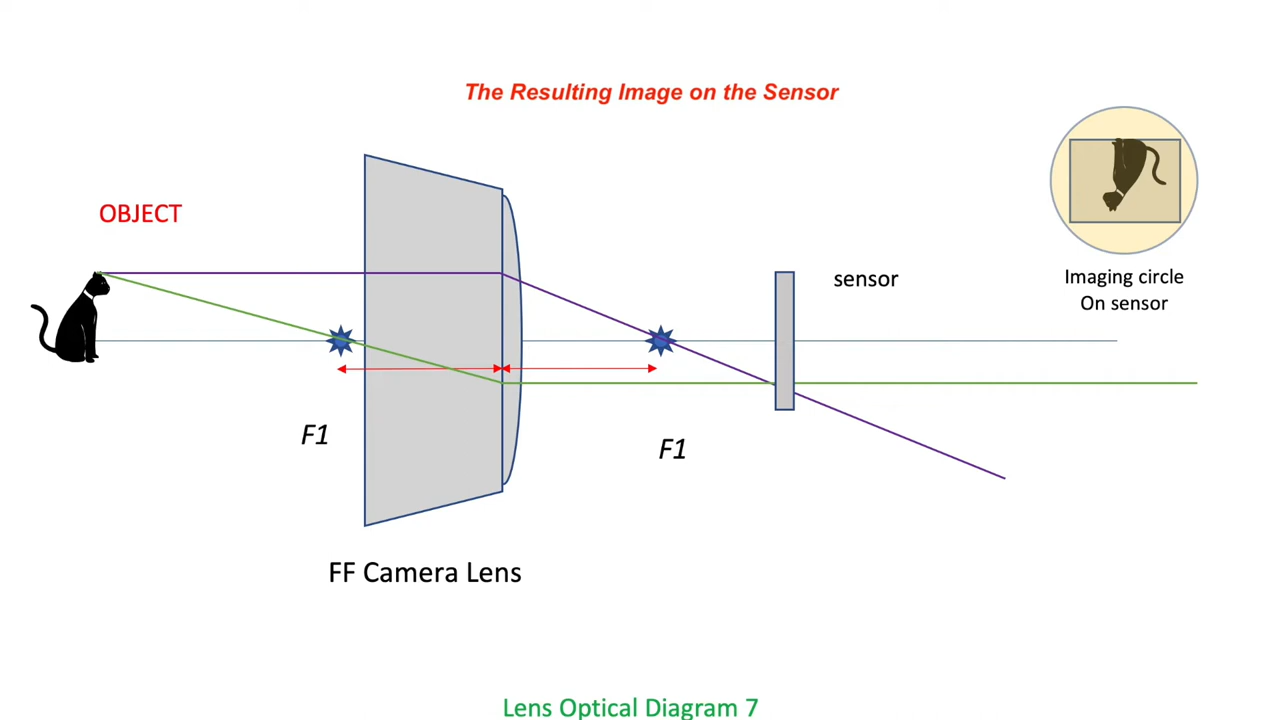 The Resulting Image on the Sensor
OBJECT
sensor
Imaging circle
On sensor
F1
F1
FF Camera Lens
Lens Optical Diagram 7